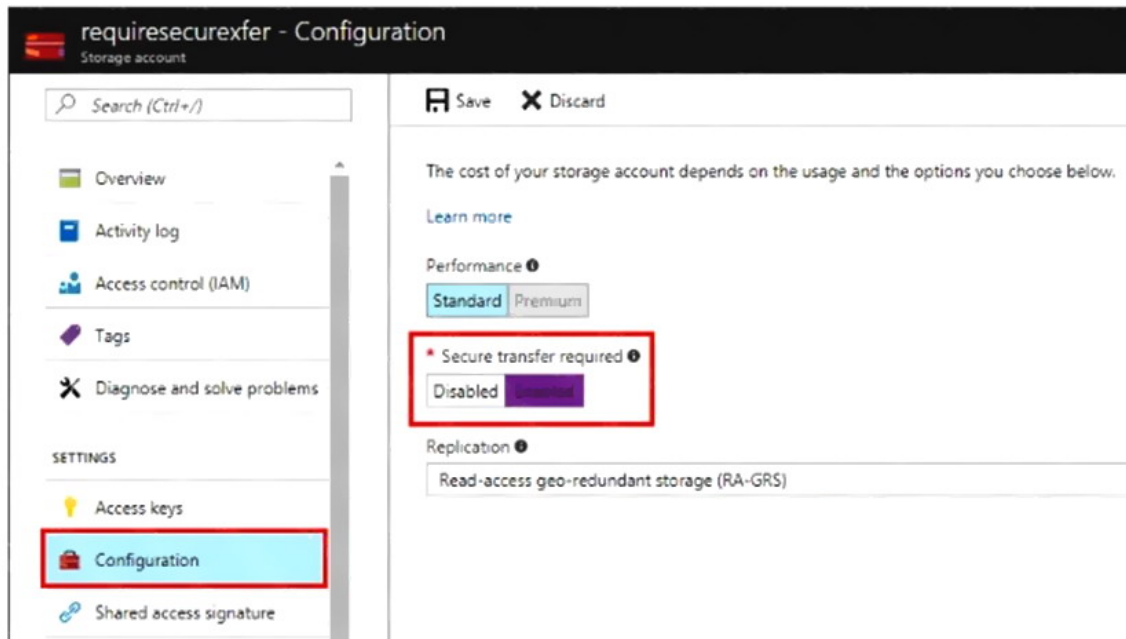 requiresecurexfer - Configuration
Storage account
Search (Ctrl+/)
Overview
Activity log
Access control (IAM)
Tags
Diagnose and solve problems
SETTINGS
Access keys
Configuration
Shared access signature
Save Discard
The cost of your storage account depends on the usage and the options you choose below.
Learn more
Performance
Standard Premium
* Secure transfer required
Disabled Enabled
Replication
Read-access geo-redundant storage (RA-GRS)